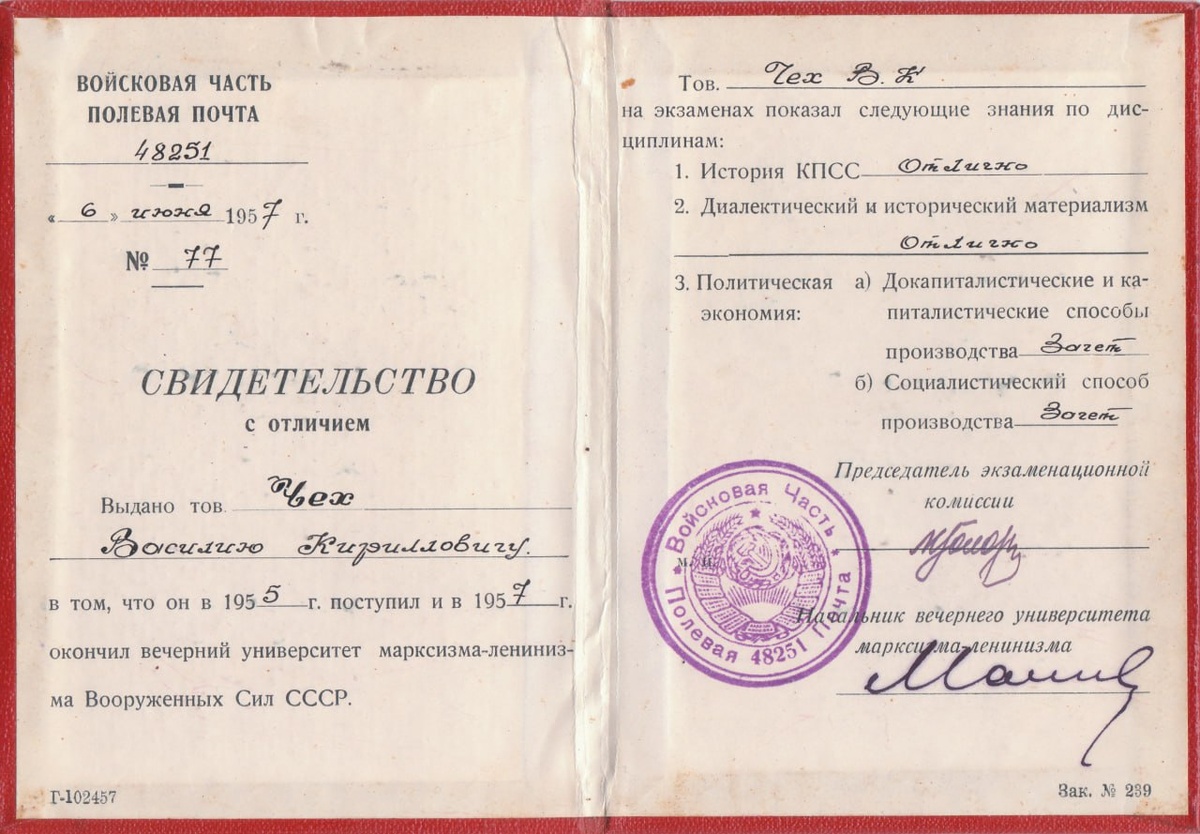 ВОЙСКОВАЯ ЧАСТЬ
ПОЛЕВАЯ ПОЧТА
48251
«6» июня 1957 г.
№ 77
СВИДЕТЕЛЬСТВО
с отличием
Выдано тов. Чех
Василию Кирилловичу.
в том, что он в 1955 г. поступил и в 1957 г.
окончил вечерний университет марксизма-лениниз-
ма Вооруженных Сил СССР.
Г-102457
Тов. Чех В. К
на экзаменах показал следующие знания по дис-
циплинам:
1. История КПСС Отлично
2. Диалектический и исторический материализм
Отлично
3. Политическая экономия:
а) Докапиталистические и ка-
питалистические способы
производства Зачет
б) Социалистический способ
производства Зачет
Председатель экзаменационной
комиссии
М. П.
Войсковая Часть
Полевая 48251 Почта
Начальник вечернего университета
марксизма-ленинизма
Зак. № 239